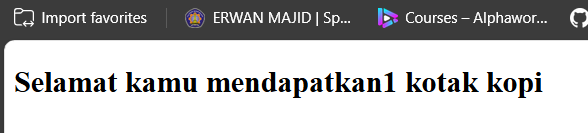 Import favorites
ERWAN MAJID | Sp...
Courses – Alphawor...
Selamat kamu mendapatkan1 kotak kopi